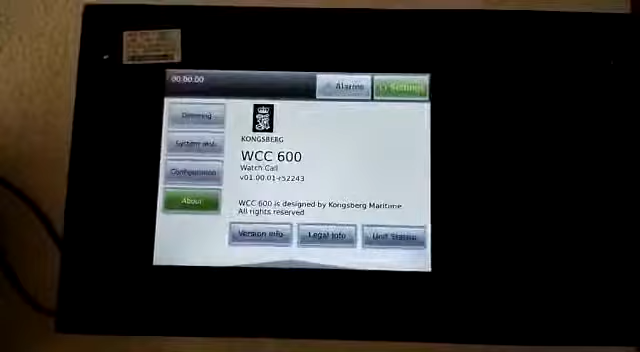 00:00:00
Alarms
Settings
Dimming
KONGSBERG
WCC 600
System
Watch Call
v01.00.01-r52243
Configuration
About
WCC 600 is designed by Kongsberg Maritime.
All rights reserved
Version Info
Legal Info
Unit Status